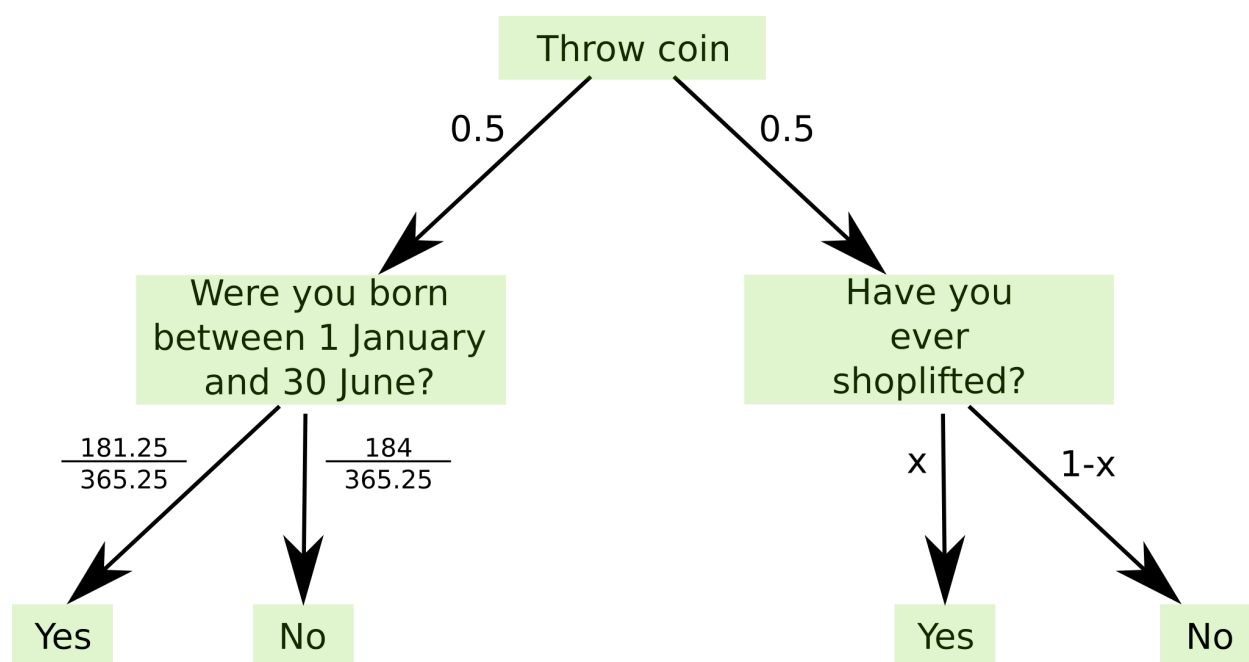 Throw coin
0.5
0.5
Were you born
between 1 January
and 30 June?
Have you
ever
shoplifted?
181.25
365.25
184
365.25
x
1-x
Yes
No
Yes
No